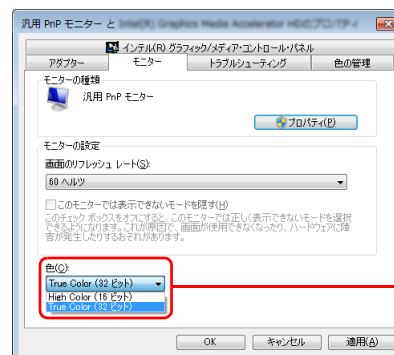 汎用 PnP モニター と Intel(R) Graphics Media Accelerator HDのプロパティ
インテル(R) グラフィック/メディア・コントロール・パネル
アダプター
モニター
トラブルシューティング
色の管理
モニターの種類
汎用 PnP モニター
プロパティ(P)
モニターの設定
画面のリフレッシュ レート(S):
60 ヘルツ
このモニターでは表示できないモードを隠す(H)
このチェック ボックスをオフにすると、このモニターでは正しく表示できないモードを選択
できるようになります。これが原因で、画面が使用できなくなったり、ハードウェアに障
害が発生したりするおそれがあります。
色(C):
True Color (32 ビット)
High Color (16 ビット)
True Color (32 ビット)
OK
キャンセル
適用(A)